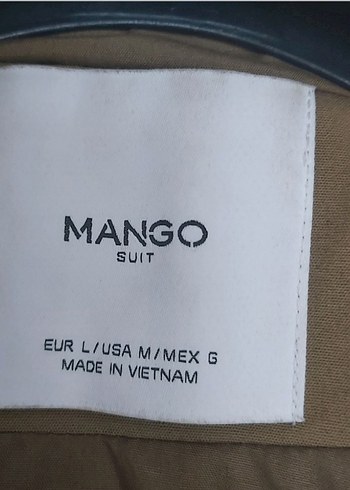 MANGO
SUIT
EUR L/USA M/MEX G
MADE IN VIETNAM